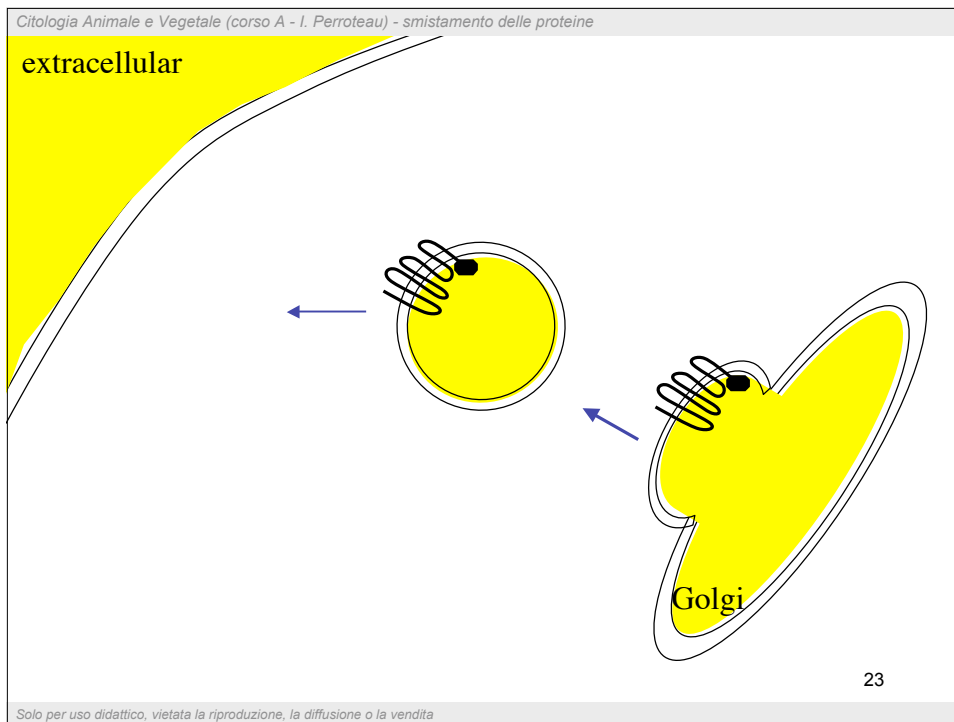 Citologia Animale e Vegetale (corso A - I. Perroteau) - smistamento delle proteine
extracellular
Golgi
23
Solo per uso didattico, vietata la riproduzione, la diffusione o la vendita